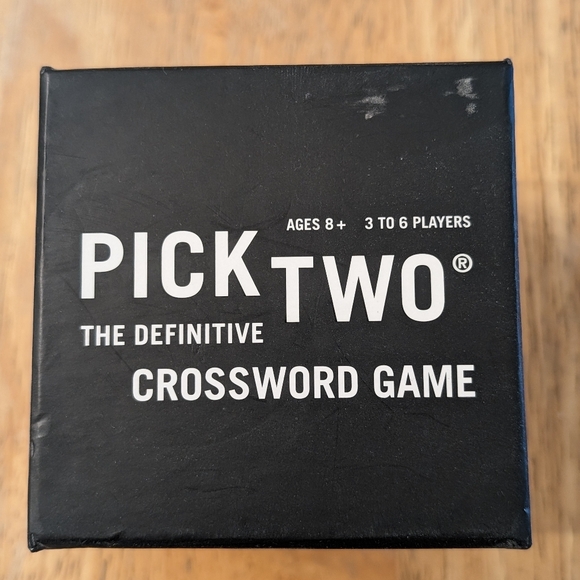 AGES 8+ 3 TO 6 PLAYERS
PICK TWO®
THE DEFINITIVE
CROSSWORD GAME